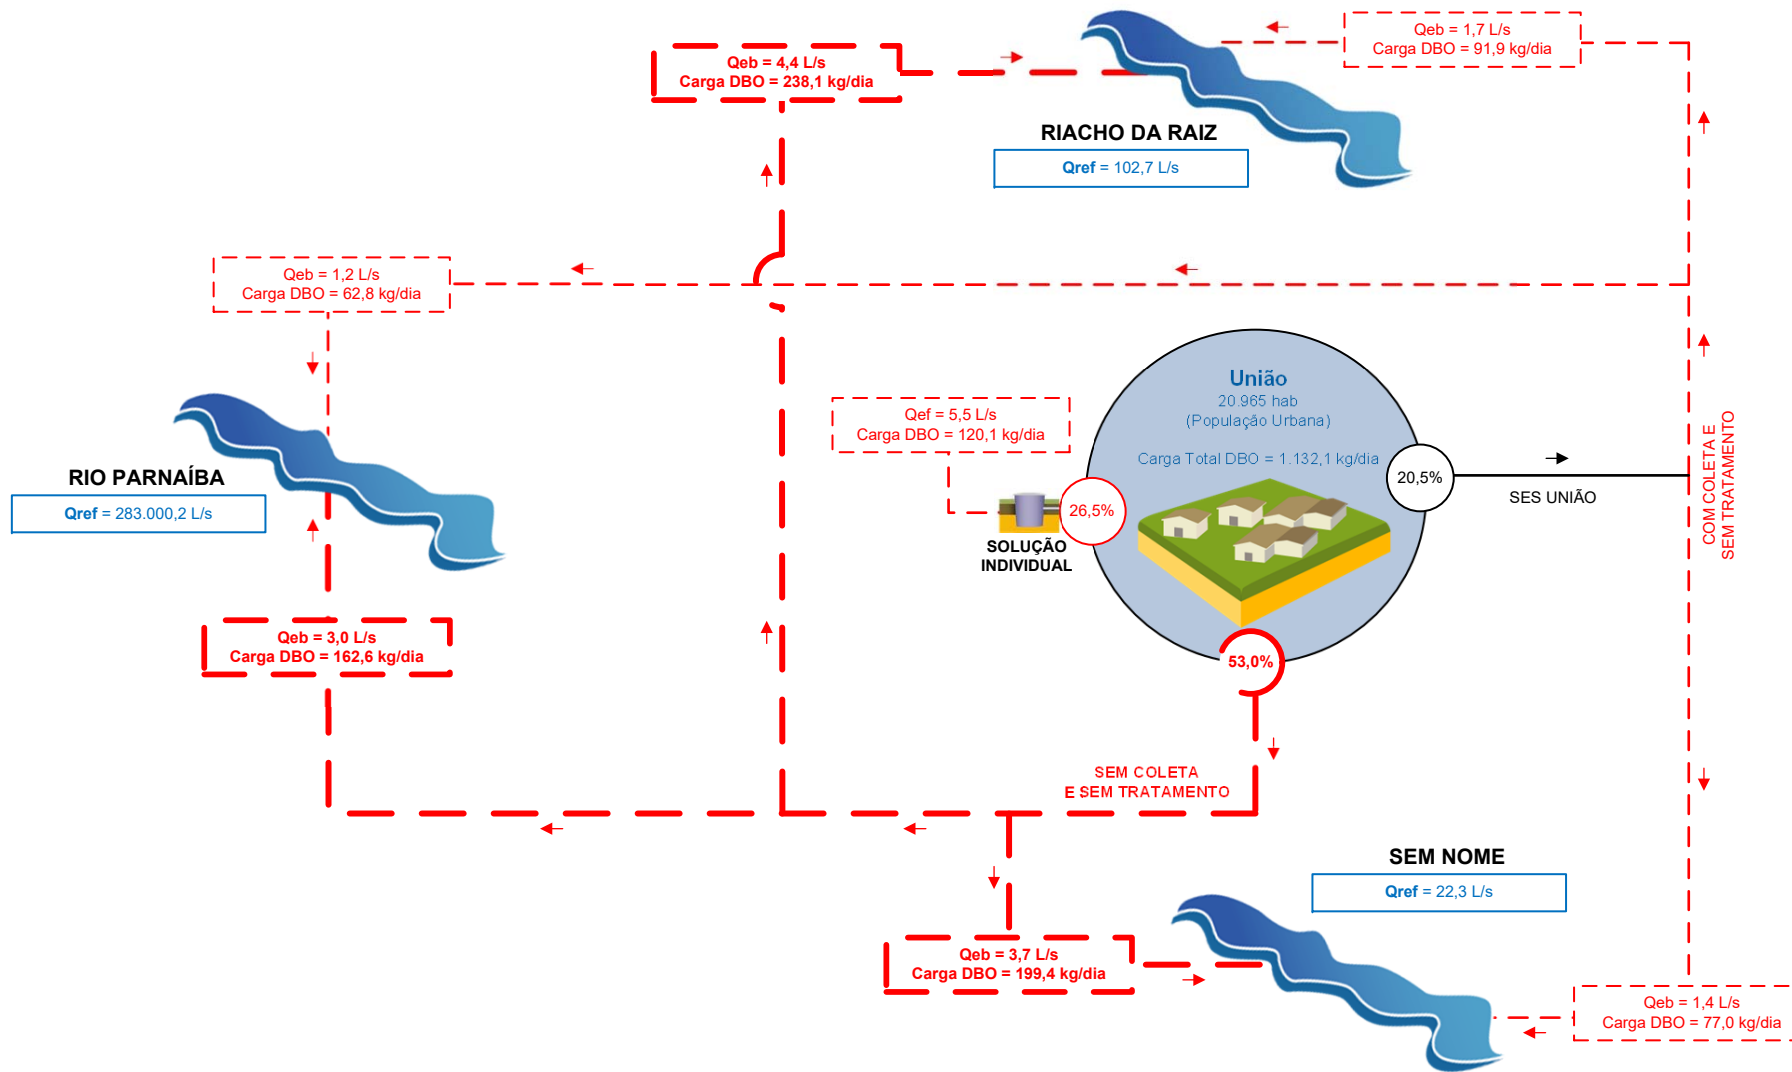 Qeb = 4,4 L/s
Carga DBO = 238,1 kg/dia
Qeb = 1,7 L/s
Carga DBO = 91,9 kg/dia
RIACHO DA RAIZ
Qref = 102,7 L/s
Qeb = 1,2 L/s
Carga DBO = 62,8 kg/dia
União
20.965 hab
(População Urbana)
Carga Total DBO = 1.132,1 kg/dia
Qef = 5,5 L/s
Carga DBO = 120,1 kg/dia
20,5%
SES UNIÃO
COM COLETA E
SEM TRATAMENTO
RIO PARNAÍBA
Qref = 283.000,2 L/s
26,5%
SOLUÇÃO
INDIVIDUAL
Qeb = 3,0 L/s
Carga DBO = 162,6 kg/dia
53,0%
SEM COLETA
E SEM TRATAMENTO
SEM NOME
Qref = 22,3 L/s
Qeb = 3,7 L/s
Carga DBO = 199,4 kg/dia
Qeb = 1,4 L/s
Carga DBO = 77,0 kg/dia